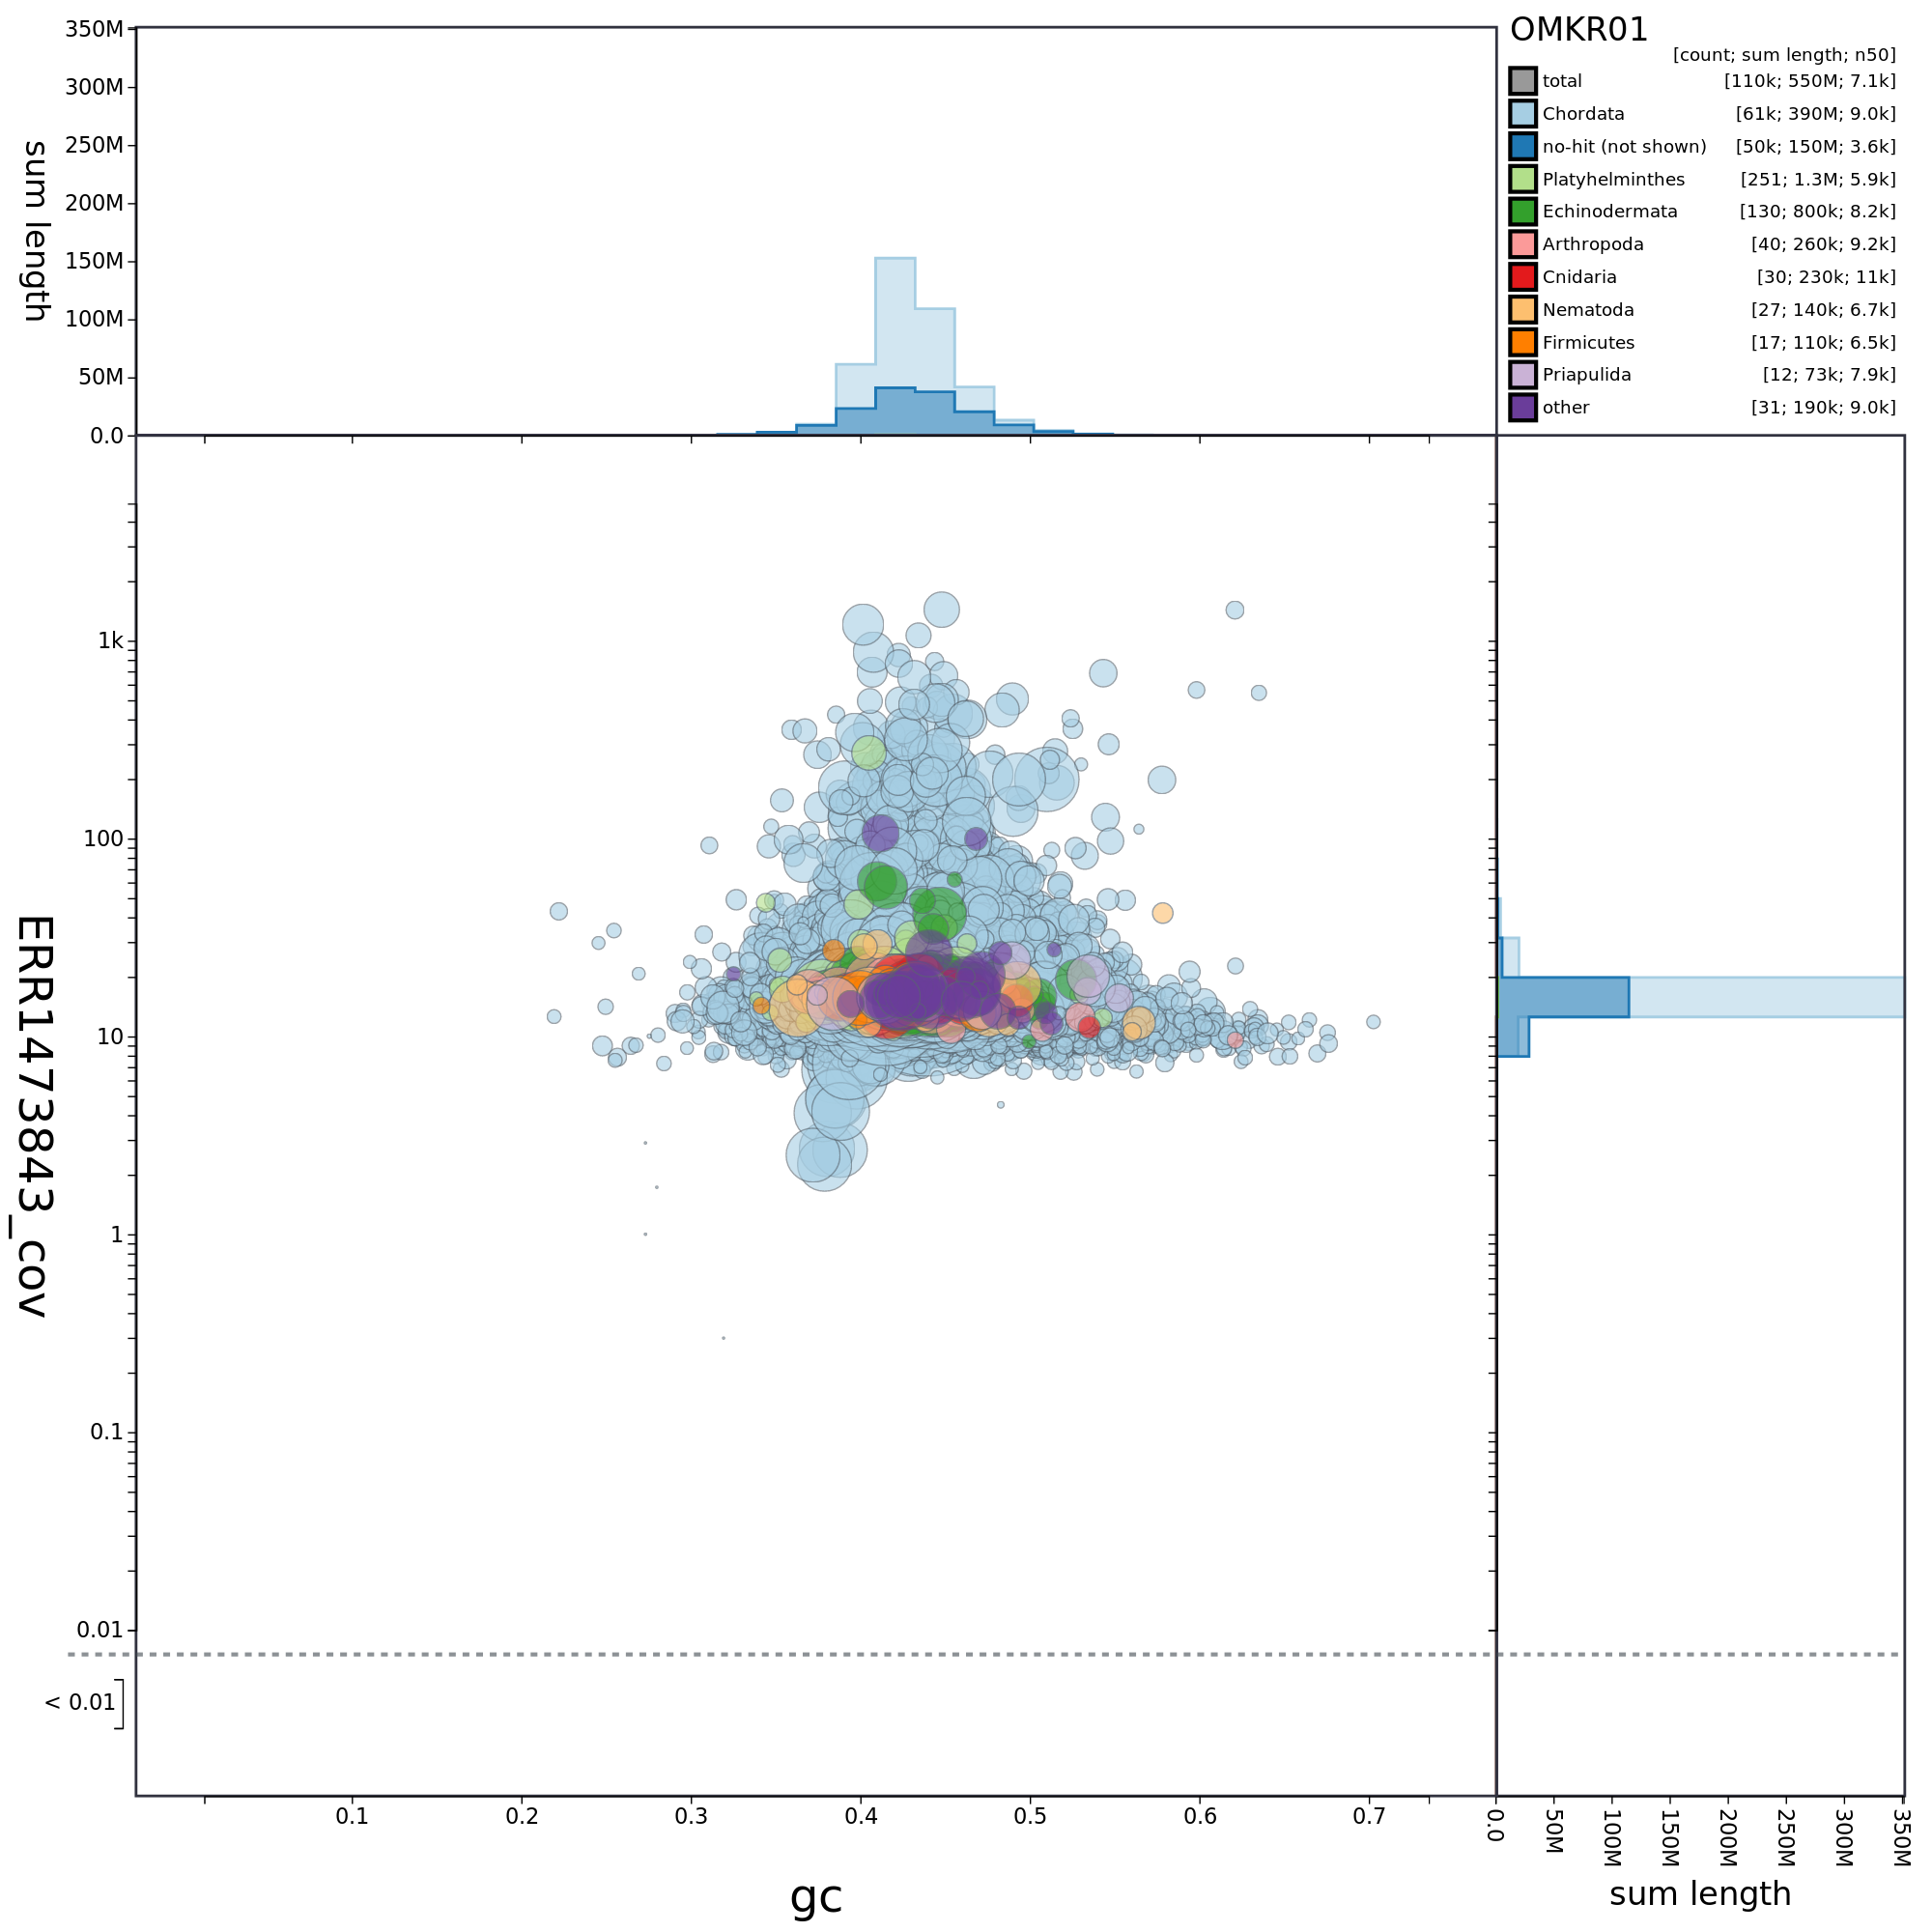 OMKR01
[count; sum length; n50]
total [110k; 550M; 7.1k]
Chordata [61k; 390M; 9.0k]
no-hit (not shown) [50k; 150M; 3.6k]
Platyhelminthes [251; 1.3M; 5.9k]
Echinodermata [130; 800k; 8.2k]
Arthropoda [40; 260k; 9.2k]
Cnidaria [30; 230k; 11k]
Nematoda [27; 140k; 6.7k]
Firmicutes [17; 110k; 6.5k]
Priapulida [12; 73k; 7.9k]
other [31; 190k; 9.0k]
sum length
350M
300M
250M
200M
150M
100M
50M
0.0
ERR1473843_cov
1k
100
10
1
0.1
0.01
< 0.01
0.1 0.2 0.3 0.4 0.5 0.6 0.7
gc
0.0 50M 100M 150M 200M 250M 300M 350M
sum length